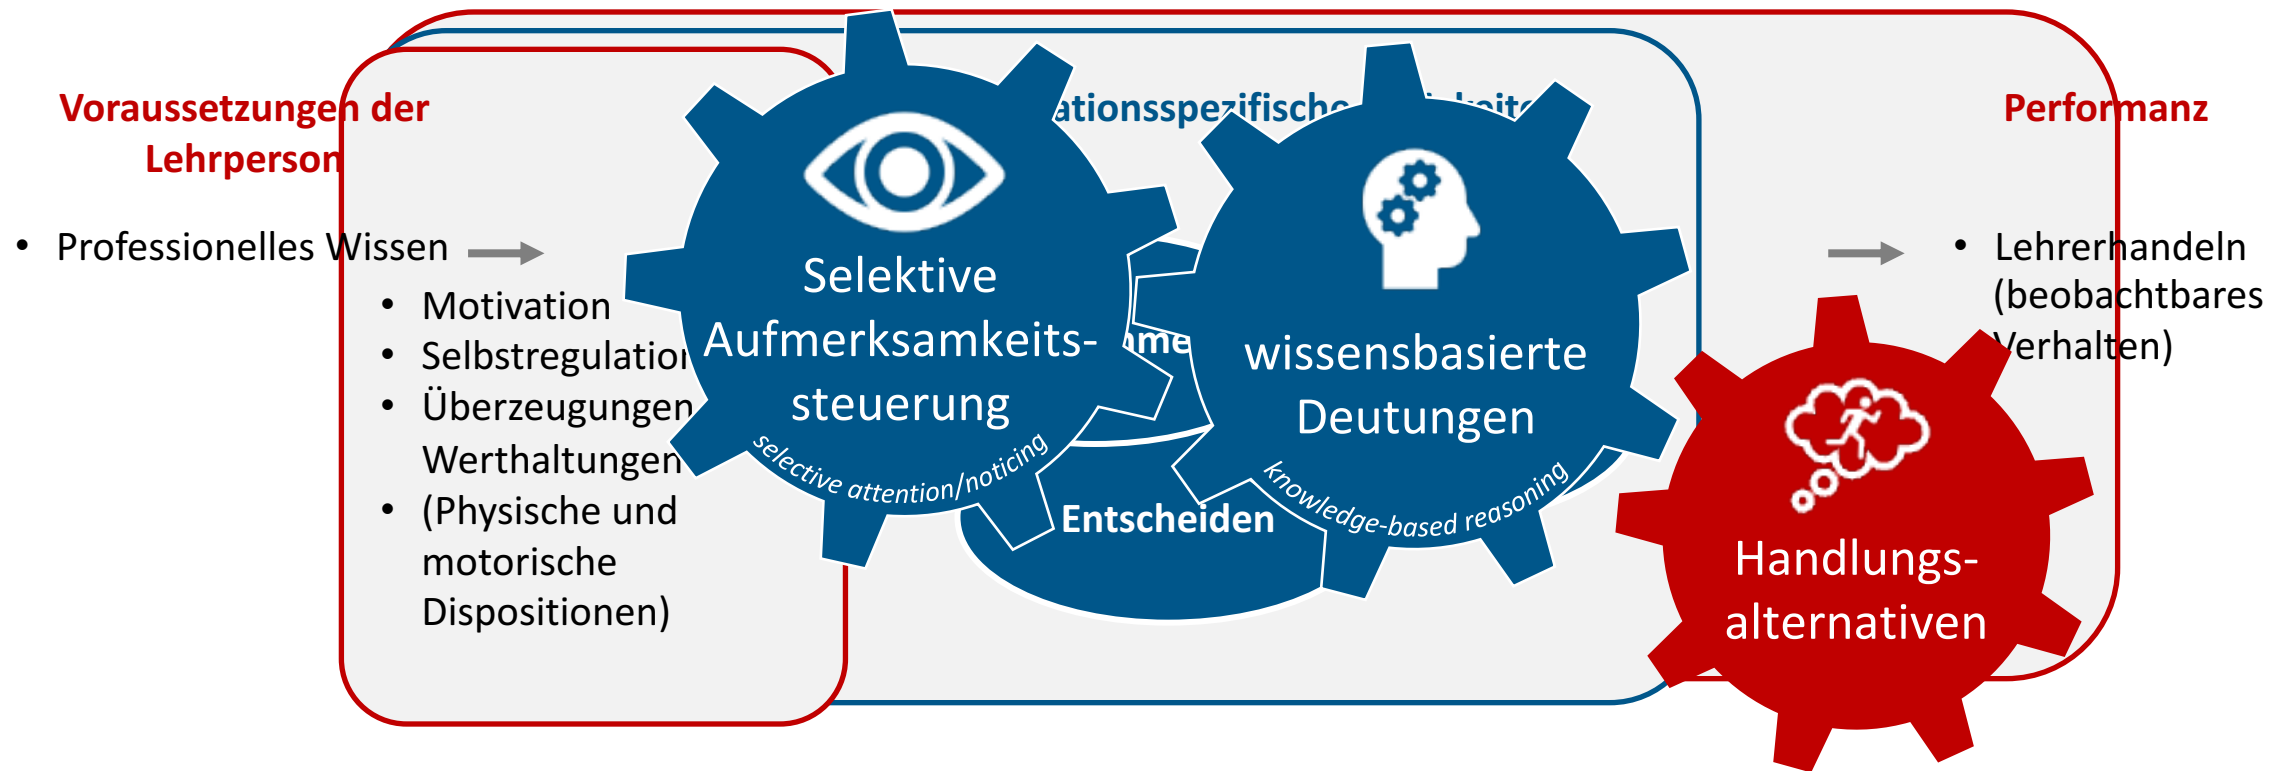 Voraussetzungen der
Lehrperson
• Professionelles Wissen
• Motivation
• Selbstregulation
• Überzeugungen
Werthaltungen
• (Physische und
motorische
Dispositionen)
Selektive
Aufmerksamkeits-
steuerung
selective attention/noticing
wissensbasierte
Deutungen
knowledge-based reasoning
Entscheiden
Performanz
• Lehrerhandeln
(beobachtbares
Verhalten)
Handlungs-
alternativen